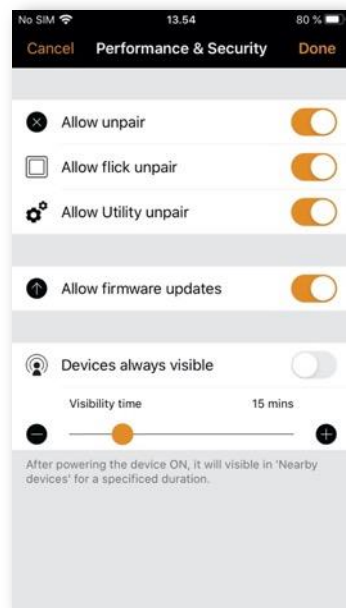 No SIM 13.54 80 %
Cancel Performance & Security Done
Allow unpair
Allow flick unpair
Allow Utility unpair
Allow firmware updates
Devices always visible
Visibility time 15 mins
After powering the device ON, it will visible in 'Nearby
devices' for a specificed duration.